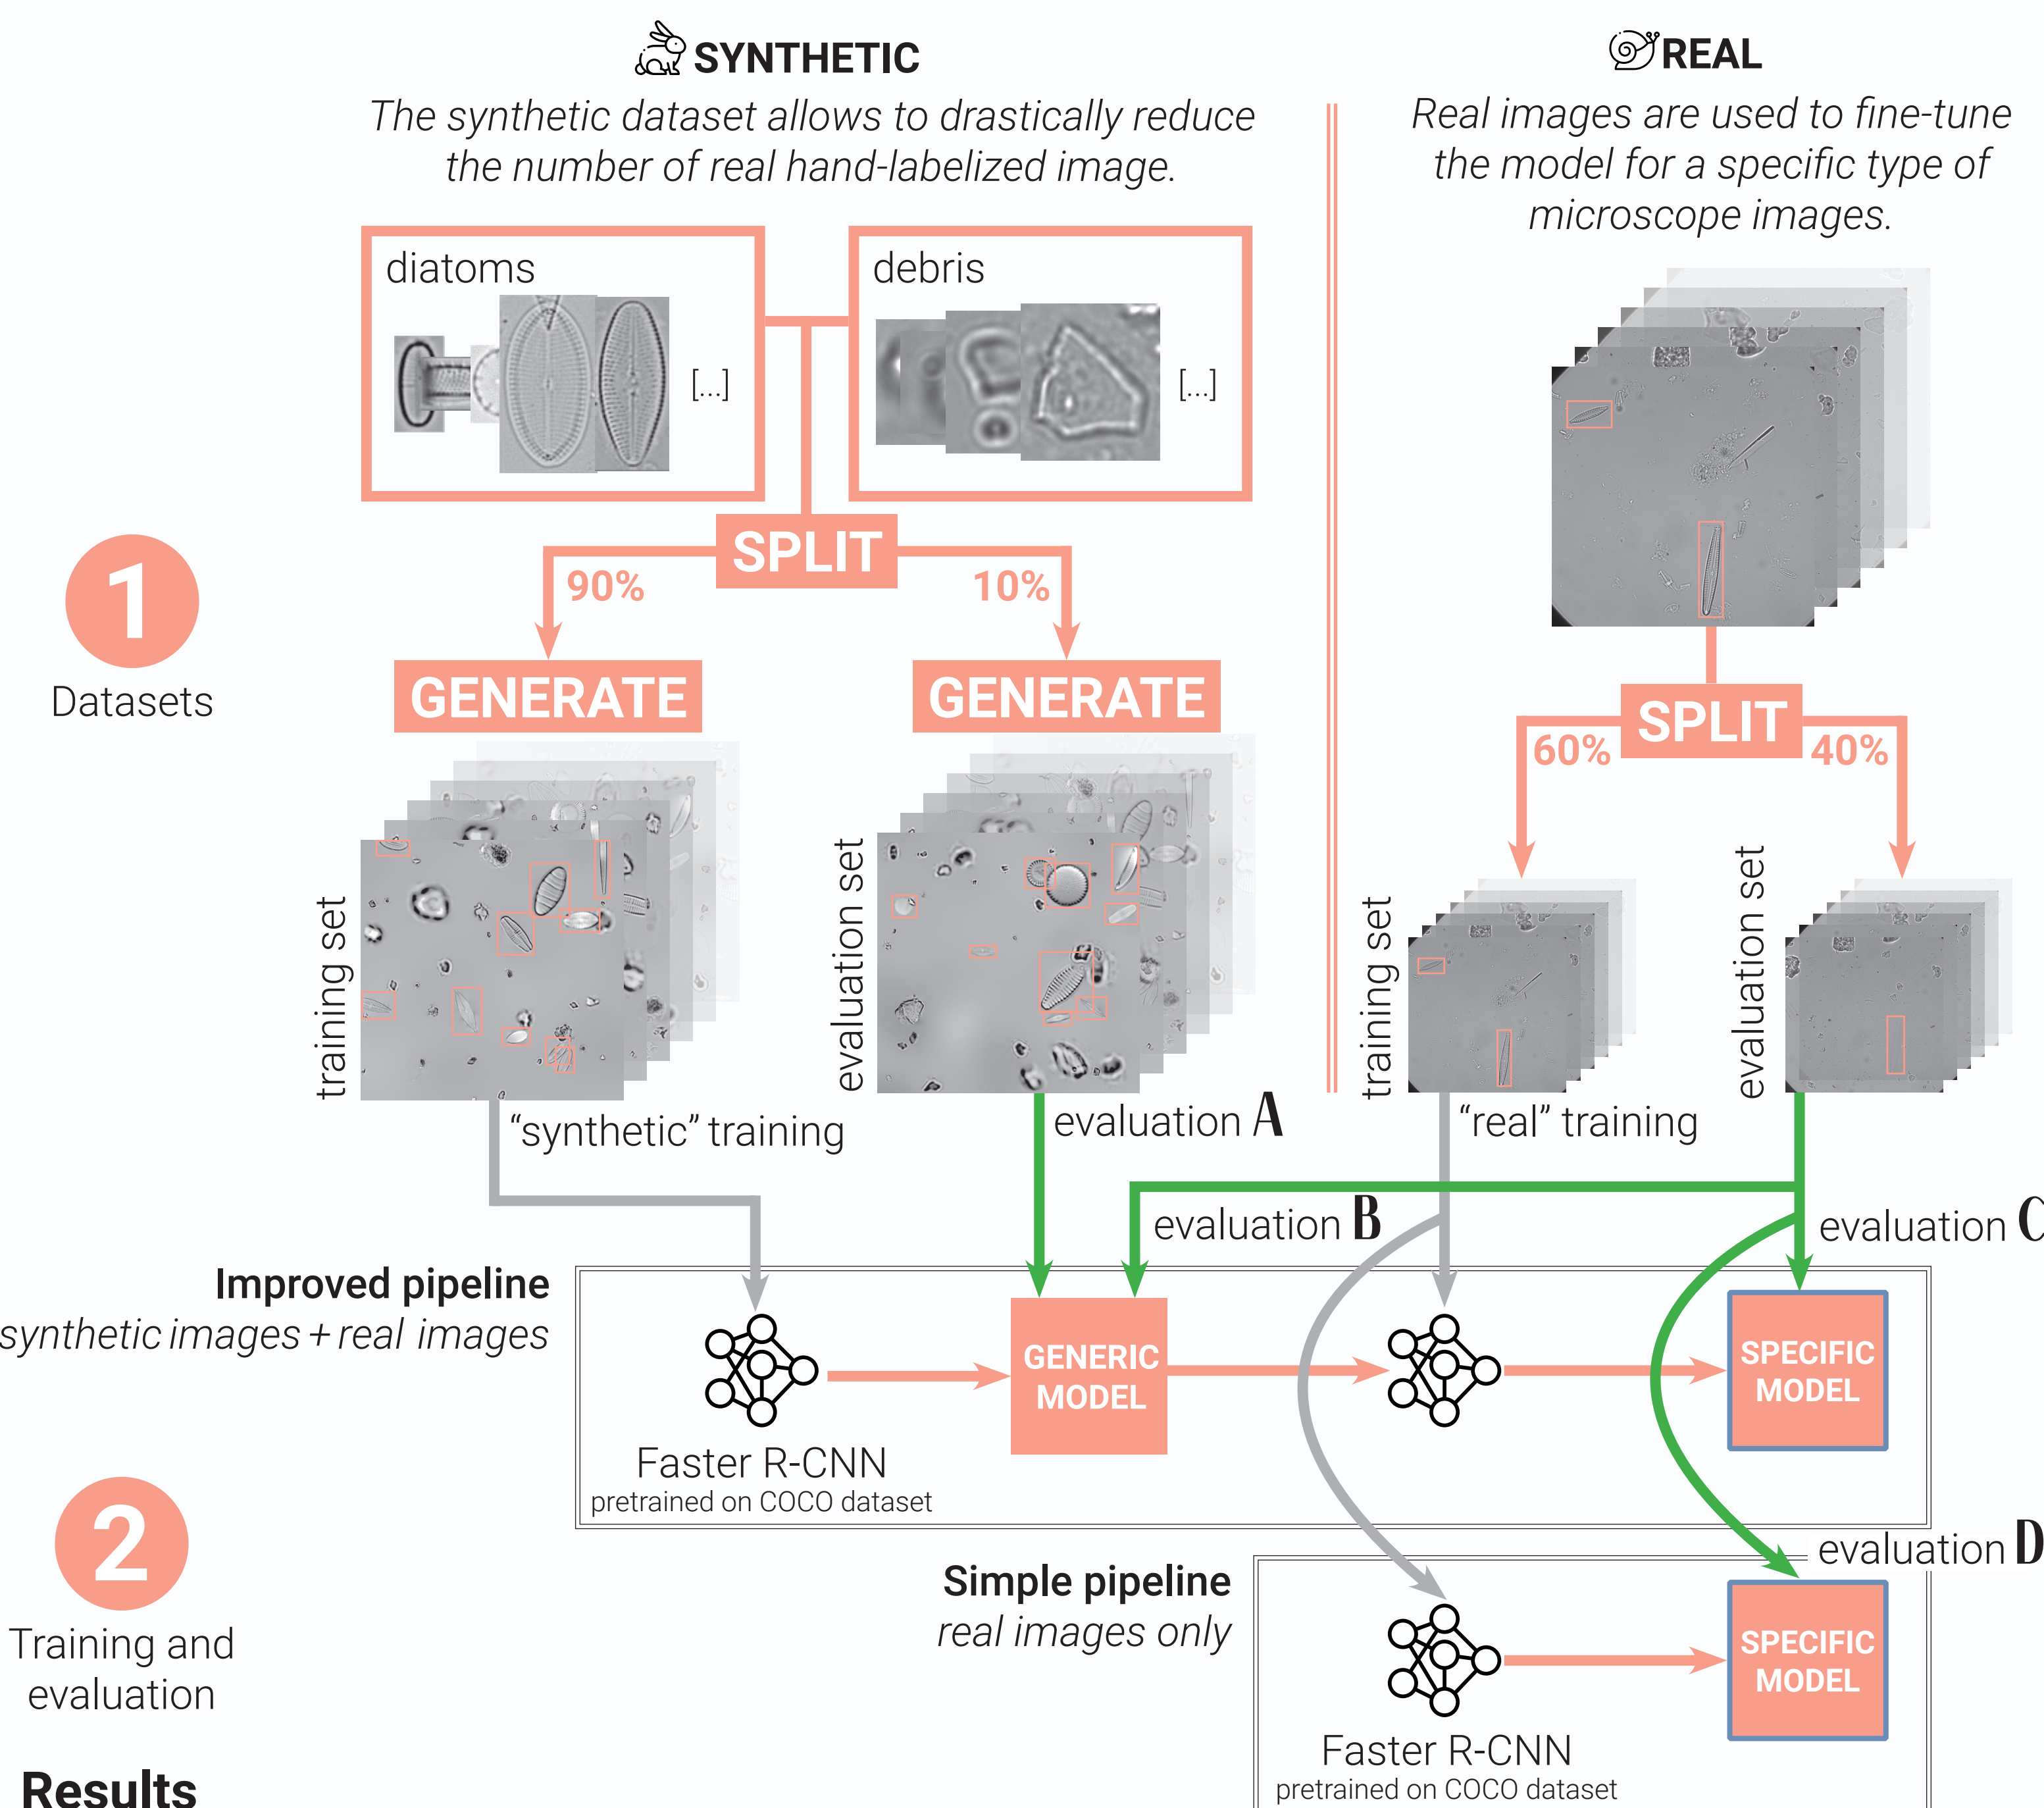 SYNTHETIC
The synthetic dataset allows to drastically reduce
the number of real hand-labelized image.
REAL
Real images are used to fine-tune
the model for a specific type of
microscope images.
diatoms
[...]
debris
[...]
SPLIT
90%
10%
GENERATE
GENERATE
1
Datasets
SPLIT
60%
40%
training set
evaluation set
training set
evaluation set
"synthetic" training
evaluation A
"real" training
evaluation B
evaluation C
Improved pipeline
synthetic images + real images
GENERIC
MODEL
SPECIFIC
MODEL
Faster R-CNN
pretrained on COCO dataset
2
Training and
evaluation
Simple pipeline
real images only
evaluation D
SPECIFIC
MODEL
Faster R-CNN
pretrained on COCO dataset
Results